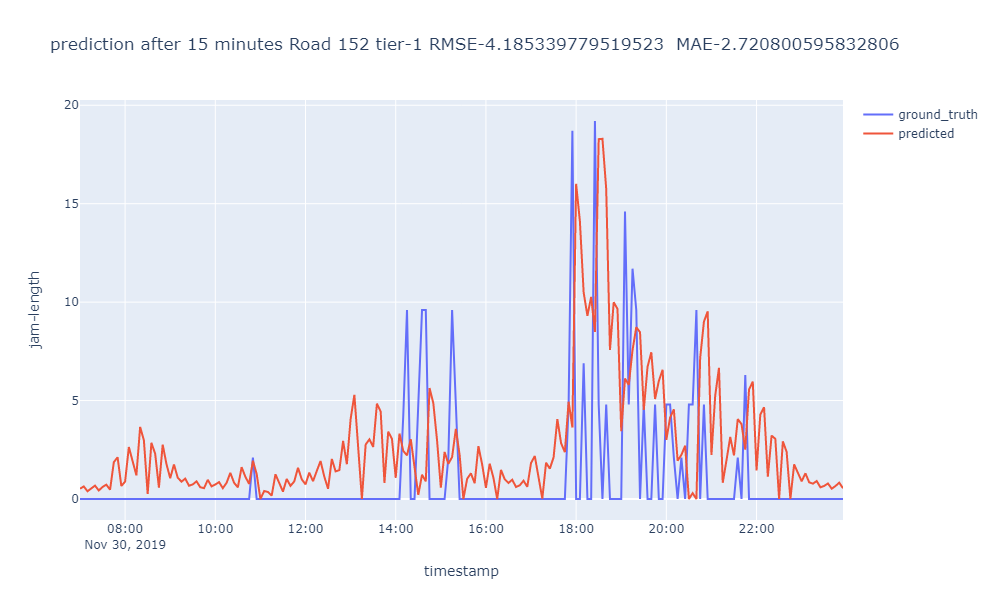 prediction after 15 minutes Road 152 tier-1 RMSE-4.185339779519523  MAE-2.720800595832806
ground_truth
predicted
20
15
10
5
0
jam-length
08:00 10:00 12:00 14:00 16:00 18:00 20:00 22:00
Nov 30, 2019
timestamp